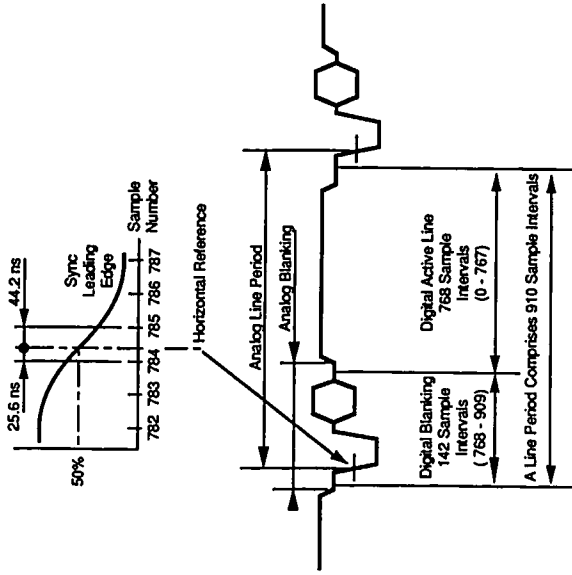 25.6 ns
44.2 ns
50%
Sync
Leading
Edge
782
783
784
785
786
787
Sample
Number
Horizontal Reference
Analog Line Period
Analog Blanking
Digital Blanking
142 Sample
Intervals
(768 - 909)
Digital Active Line
768 Sample
Intervals
(0 - 767)
A Line Period Comprises 910 Sample Intervals